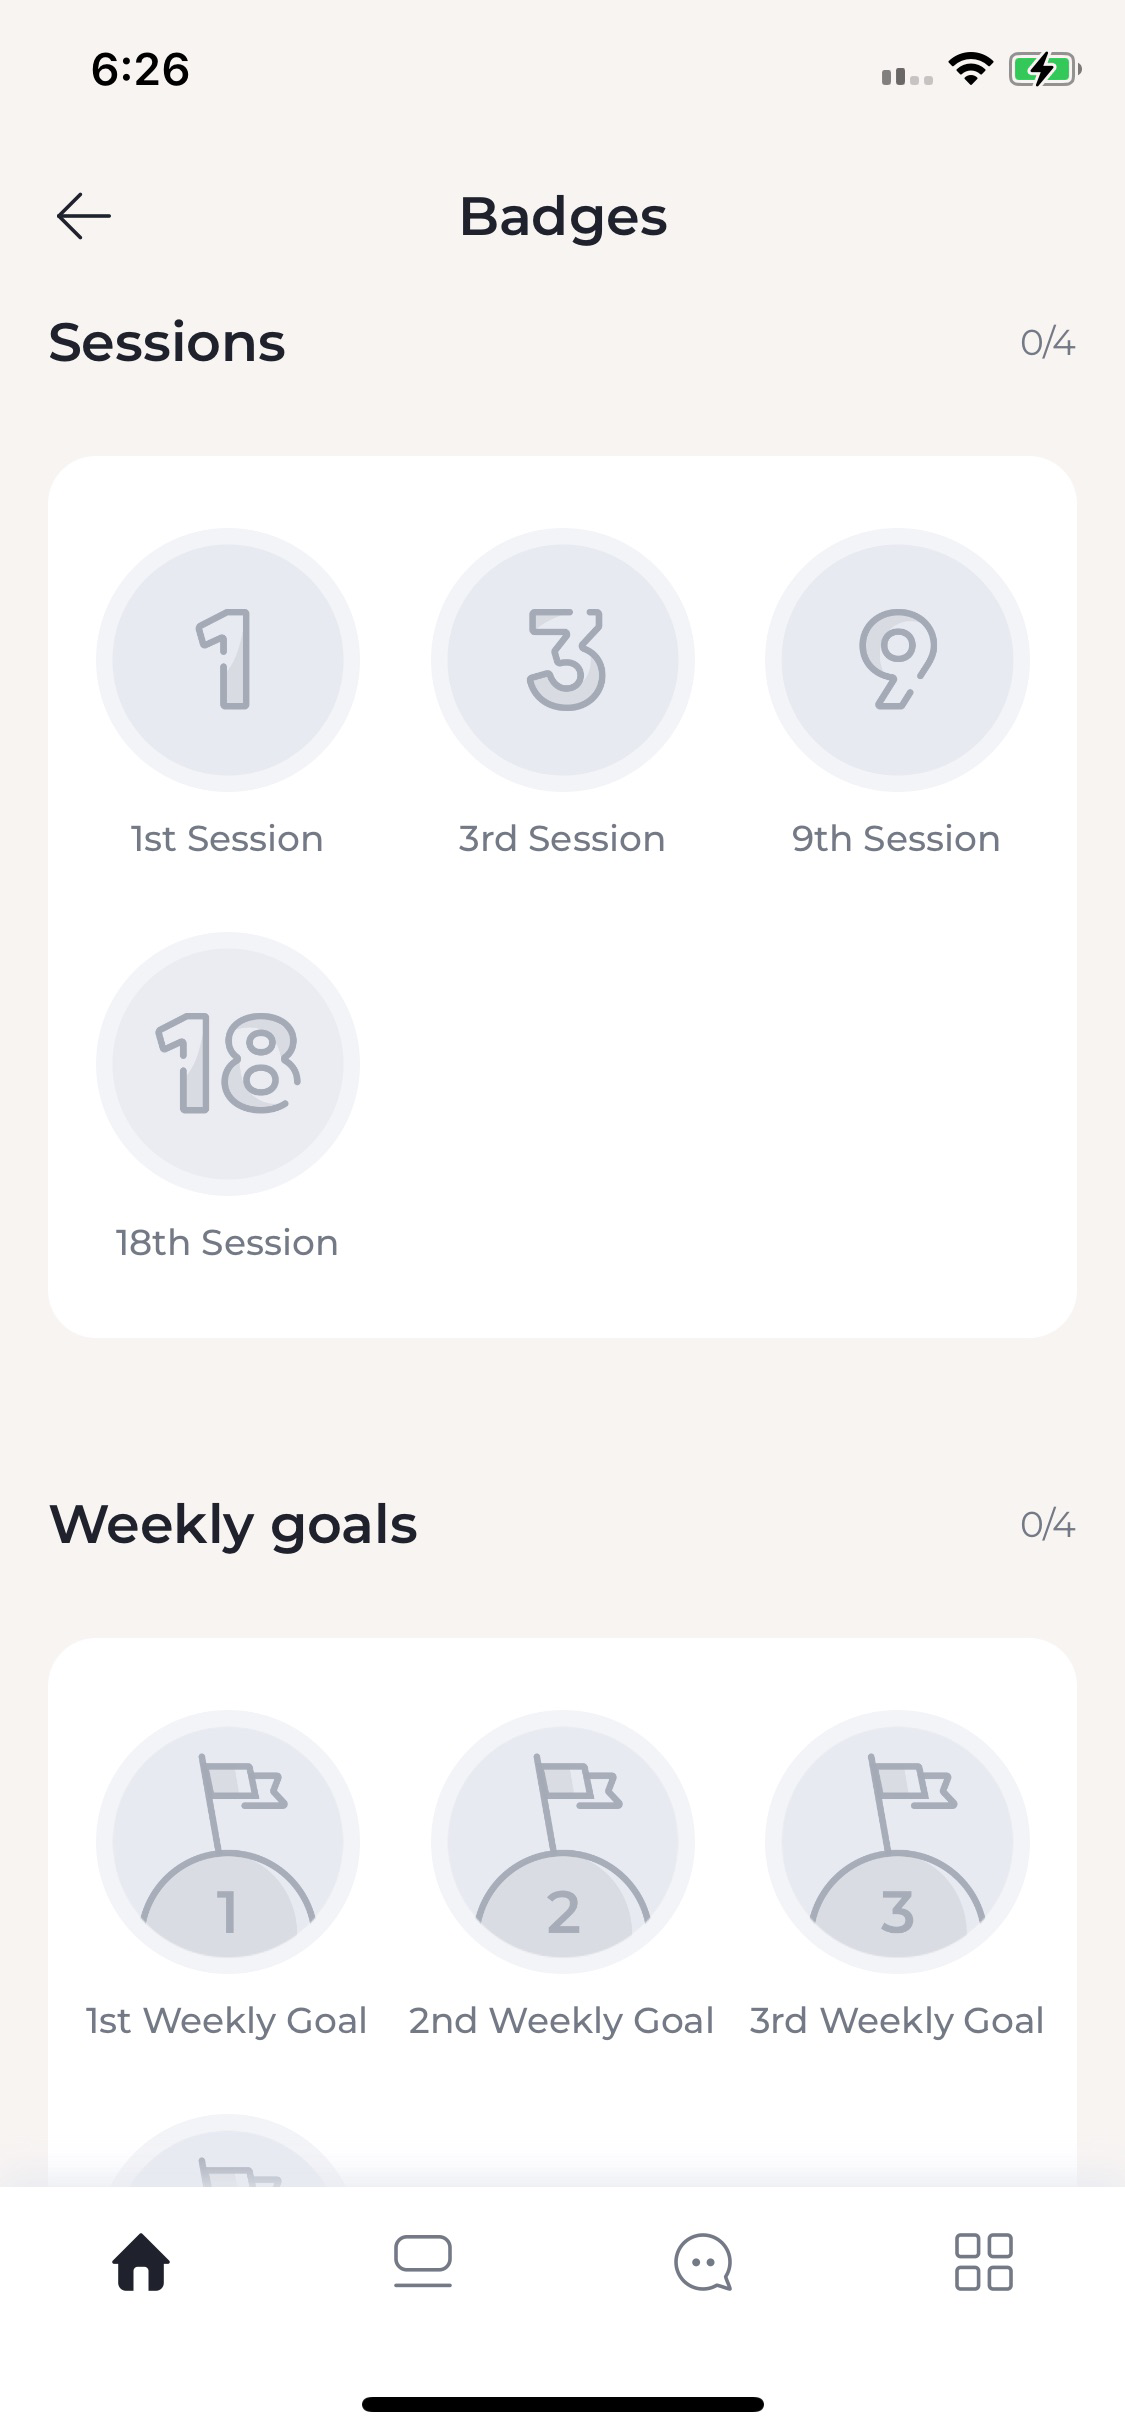 6:26
Badges
Sessions 0/4
1 3 9
1st Session 3rd Session 9th Session
18
18th Session
Weekly goals 0/4
1 2 3
1st Weekly Goal 2nd Weekly Goal 3rd Weekly Goal